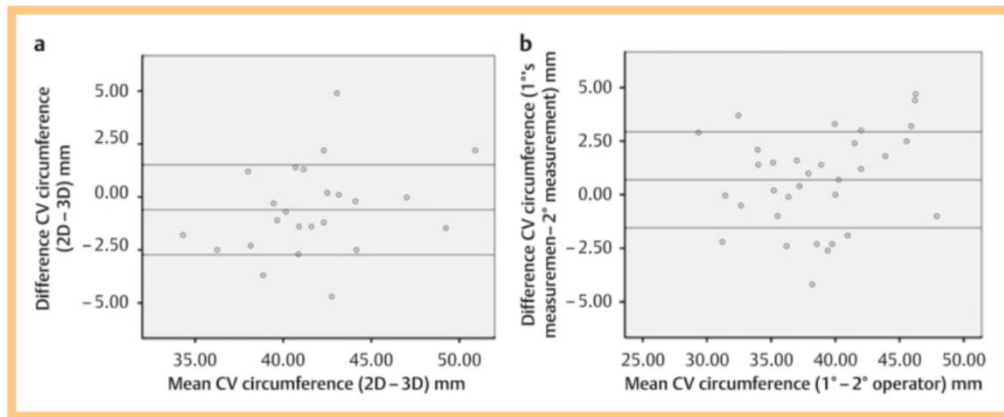 a
Difference CV circumference
(2D – 3D) mm
5.00
2.50
0.00
– 2.50
– 5.00
35.00 40.00 45.00 50.00
Mean CV circumference (2D – 3D) mm
b
Difference CV circumference (1°'s
measuremen– 2° measurement) mm
5.00
2.50
0.00
– 2.50
– 5.00
25.00 30.00 35.00 40.00 45.00 50.00
Mean CV circumference (1° – 2° operator) mm